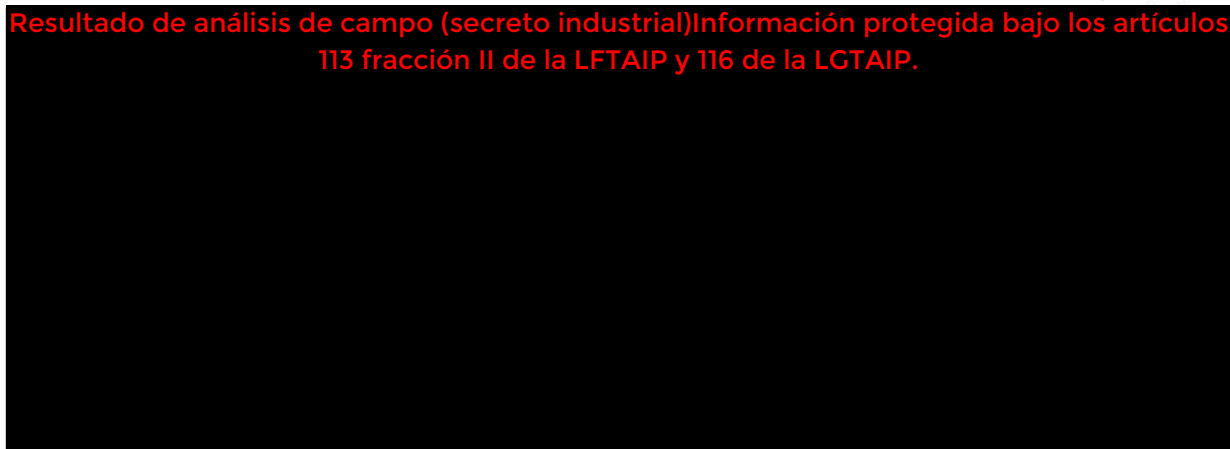 Resultado de análisis de campo (secreto industrial)Información protegida bajo los artículos
113 fracción II de la LFTAIP y 116 de la LGTAIP.